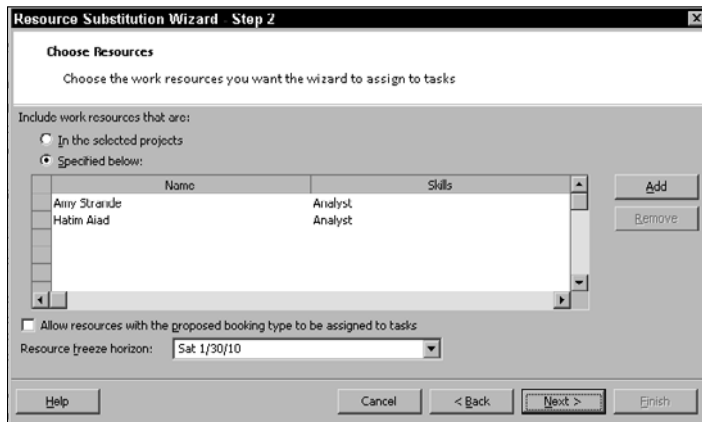 Resource Substitution Wizard - Step 2
Choose Resources
Choose the work resources you want the wizard to assign to tasks
Include work resources that are:
In the selected projects
Specified below:
Name Skills
Amy Strande Analyst
Hatim Aiad Analyst
Add
Remove
Allow resources with the proposed booking type to be assigned to tasks
Resource freeze horizon: Sat 1/30/10
Help Cancel < Back Next > Finish